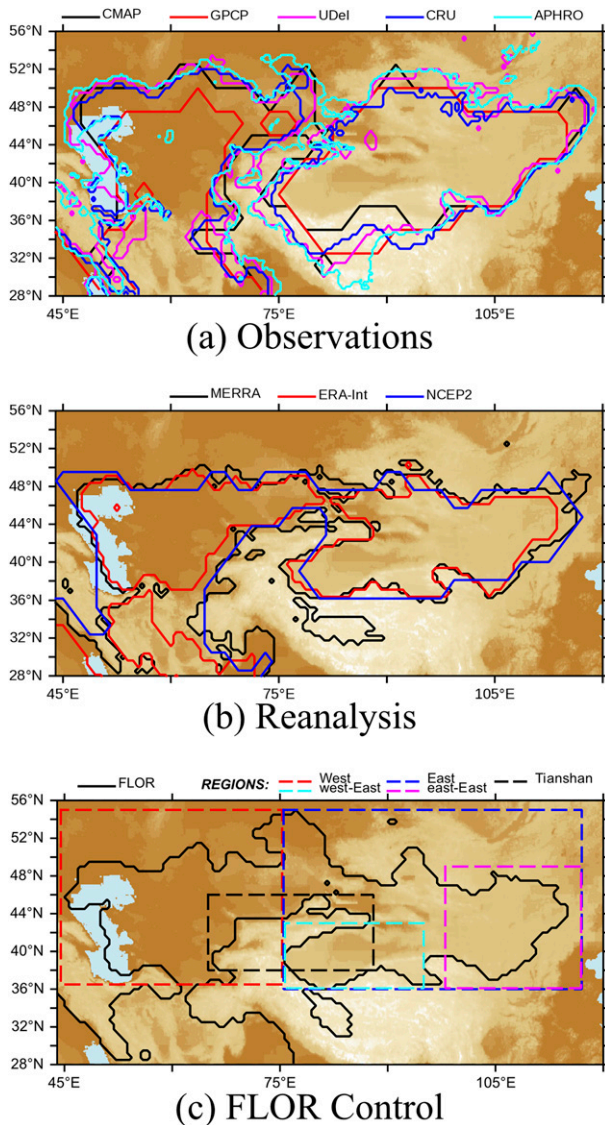 CMAP GPCP UDel CRU APHRO
56°N
52°N
48°N
44°N
40°N
36°N
32°N
28°N
45°E 75°E 105°E
(a) Observations
MERRA ERA-Int NCEP2
56°N
52°N
48°N
44°N
40°N
36°N
32°N
28°N
45°E 75°E 105°E
(b) Reanalysis
FLOR REGIONS: West East Tianshan
west-East east-East
56°N
52°N
48°N
44°N
40°N
36°N
32°N
28°N
45°E 75°E 105°E
(c) FLOR Control